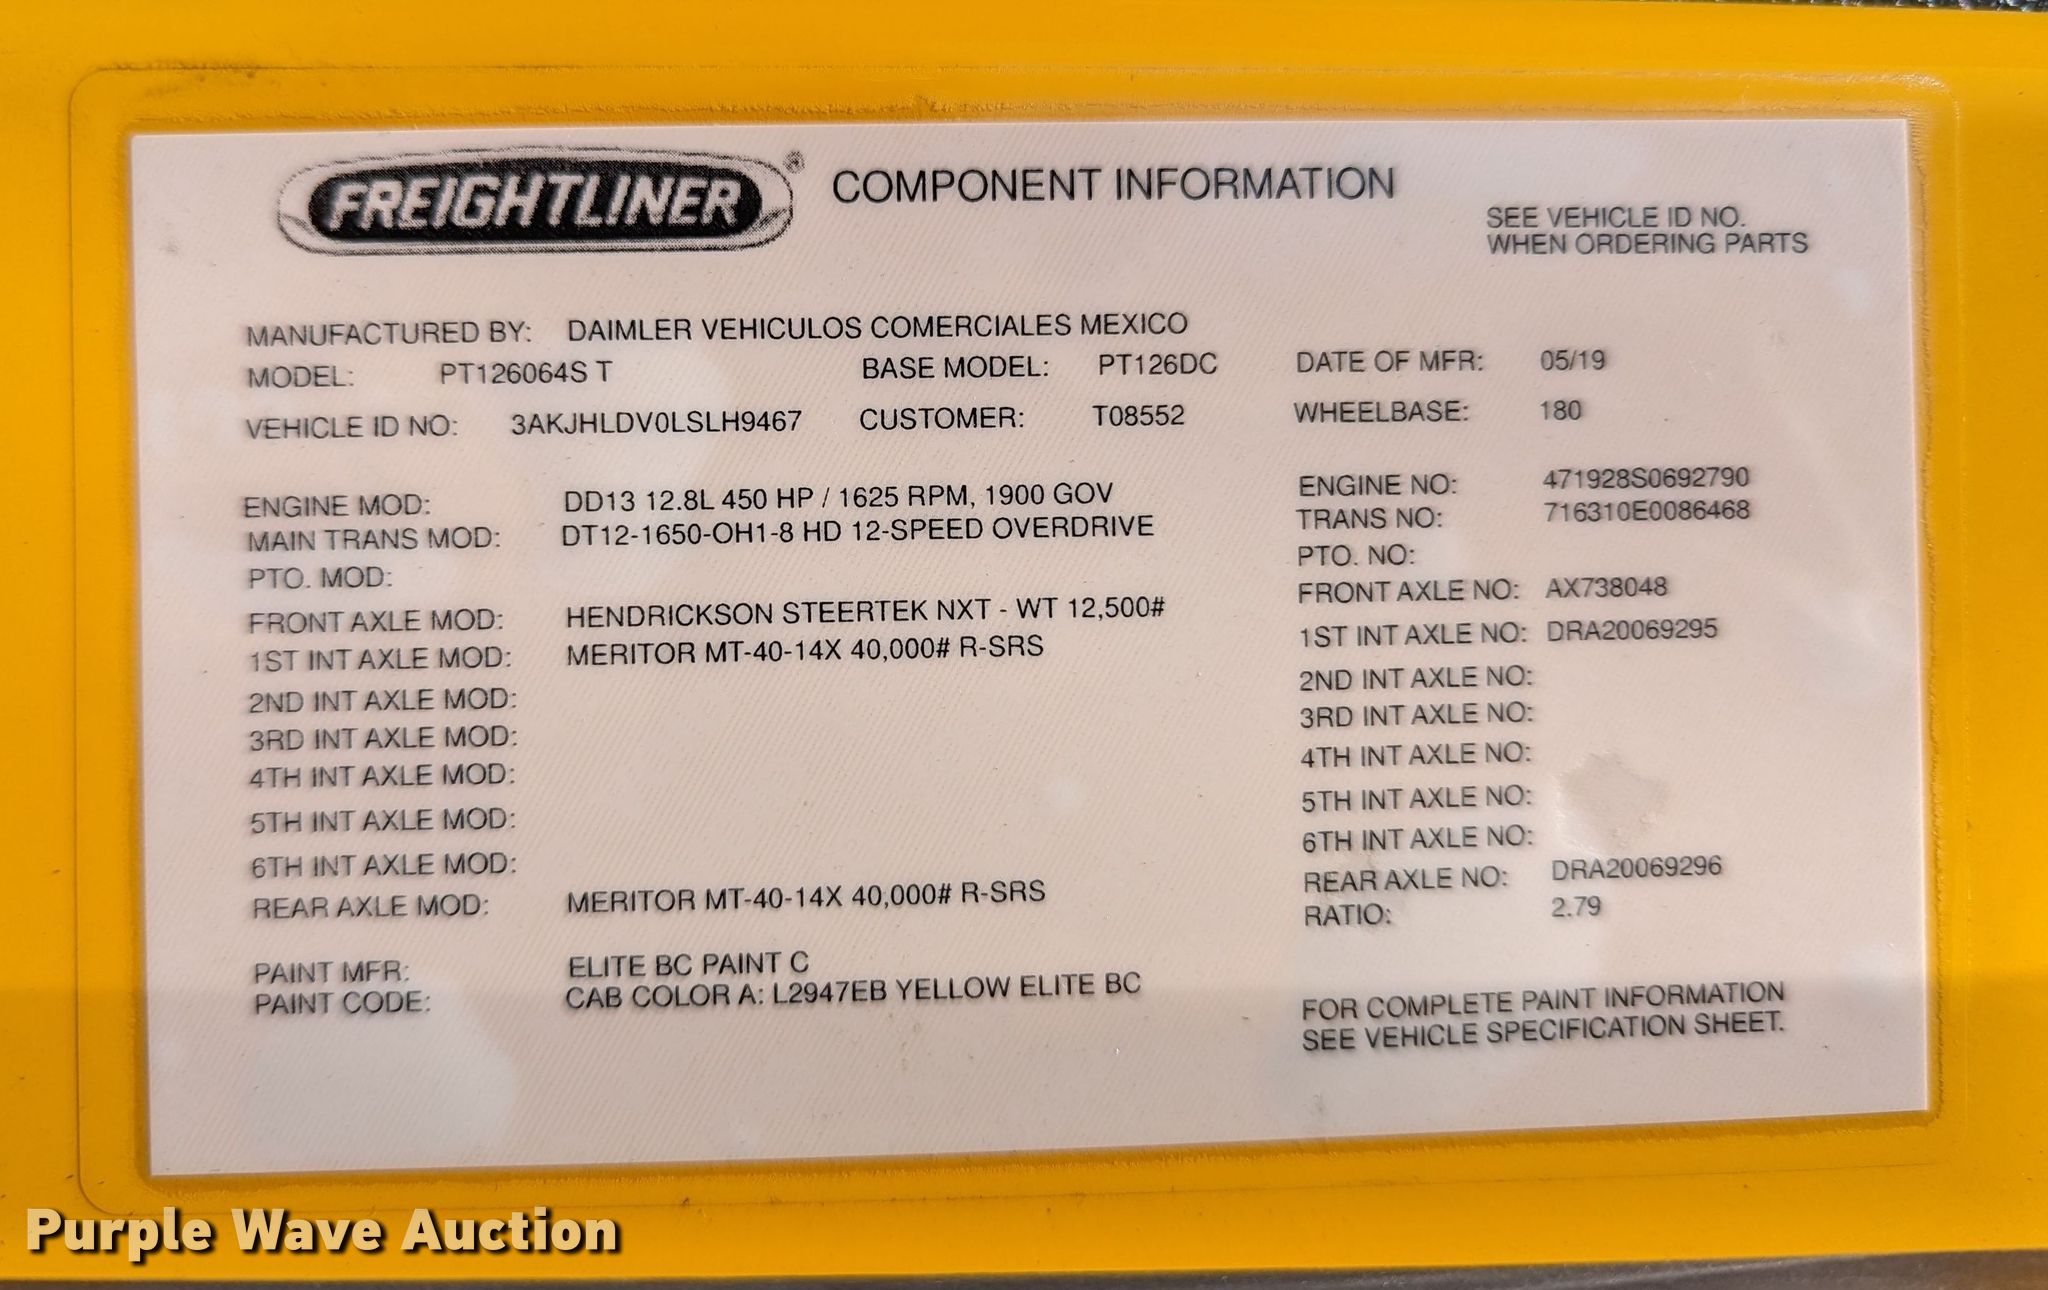 FREIGHTLINER® COMPONENT INFORMATION
SEE VEHICLE ID NO.
WHEN ORDERING PARTS
MANUFACTURED BY: DAIMLER VEHICULOS COMERCIALES MEXICO
MODEL: PT126064S T BASE MODEL: PT126DC DATE OF MFR: 05/19
VEHICLE ID NO: 3AKJHLDV0LSLH9467 CUSTOMER: T08552 WHEELBASE: 180
ENGINE MOD: DD13 12.8L 450 HP / 1625 RPM, 1900 GOV ENGINE NO: 471928S0692790
MAIN TRANS MOD: DT12-1650-OH1-8 HD 12-SPEED OVERDRIVE TRANS NO: 716310E0086468
PTO. MOD: PTO. NO:
FRONT AXLE MOD: HENDRICKSON STEERTEK NXT - WT 12,500# FRONT AXLE NO: AX738048
1ST INT AXLE MOD: MERITOR MT-40-14X 40,000# R-SRS 1ST INT AXLE NO: DRA20069295
2ND INT AXLE MOD: 2ND INT AXLE NO:
3RD INT AXLE MOD: 3RD INT AXLE NO:
4TH INT AXLE MOD: 4TH INT AXLE NO:
5TH INT AXLE MOD: 5TH INT AXLE NO:
6TH INT AXLE MOD: 6TH INT AXLE NO:
REAR AXLE MOD: MERITOR MT-40-14X 40,000# R-SRS REAR AXLE NO: DRA20069296
RATIO: 2.79
PAINT MFR: ELITE BC PAINT C
PAINT CODE: CAB COLOR A: L2947EB YELLOW ELITE BC
FOR COMPLETE PAINT INFORMATION
SEE VEHICLE SPECIFICATION SHEET.
Purple Wave Auction